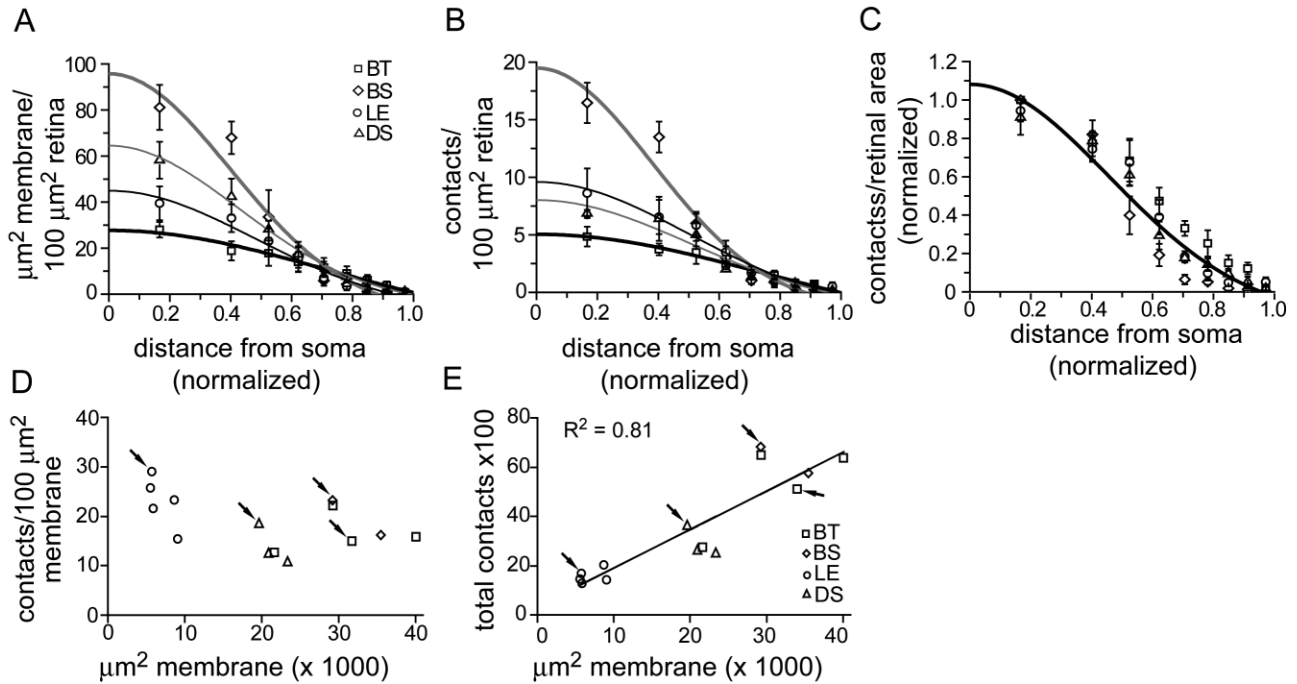 A
μm² membrane/
100 μm² retina
100
80
60
40
20
0
0
0.2
0.4
0.6
0.8
1.0
distance from soma
(normalized)
BT
BS
LE
DS
B
contacts/
100 μm² retina
20
15
10
5
0
0
0.2
0.4
0.6
0.8
1.0
distance from soma
(normalized)
C
contactss/retinal area
(normalized)
1.2
1.0
0.8
0.6
0.4
0.2
0
0
0.2
0.4
0.6
0.8
1.0
distance from soma
(normalized)
D
contacts/100 μm²
membrane
40
30
20
10
0
0
10
20
30
40
μm² membrane (x 1000)
E
total contacts x100
80
60
40
20
0
R² = 0.81
BT
BS
LE
DS
0
10
20
30
40
μm² membrane (x 1000)